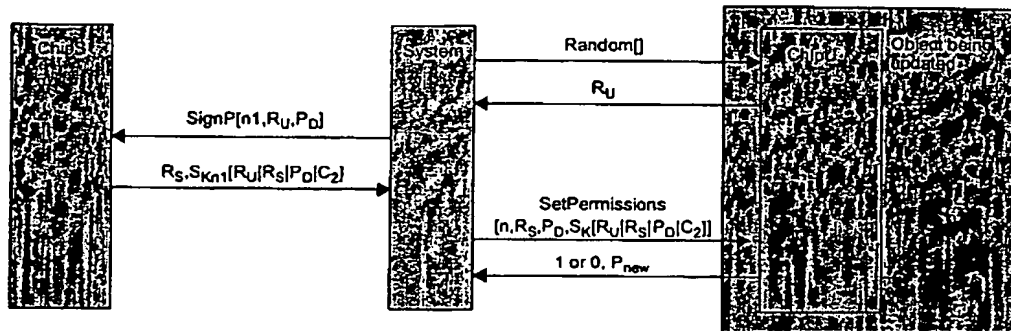 ChipS
System
ChipU
Object being
updated
Random[]
R_U
SignP[n1,R_U,P_D]
R_S,S_Kn1[R_U|R_S|P_D|C_2]
SetPermissions
[n,R_S,P_D,S_K[R_U|R_S|P_D|C_2]]
1 or 0, P_new